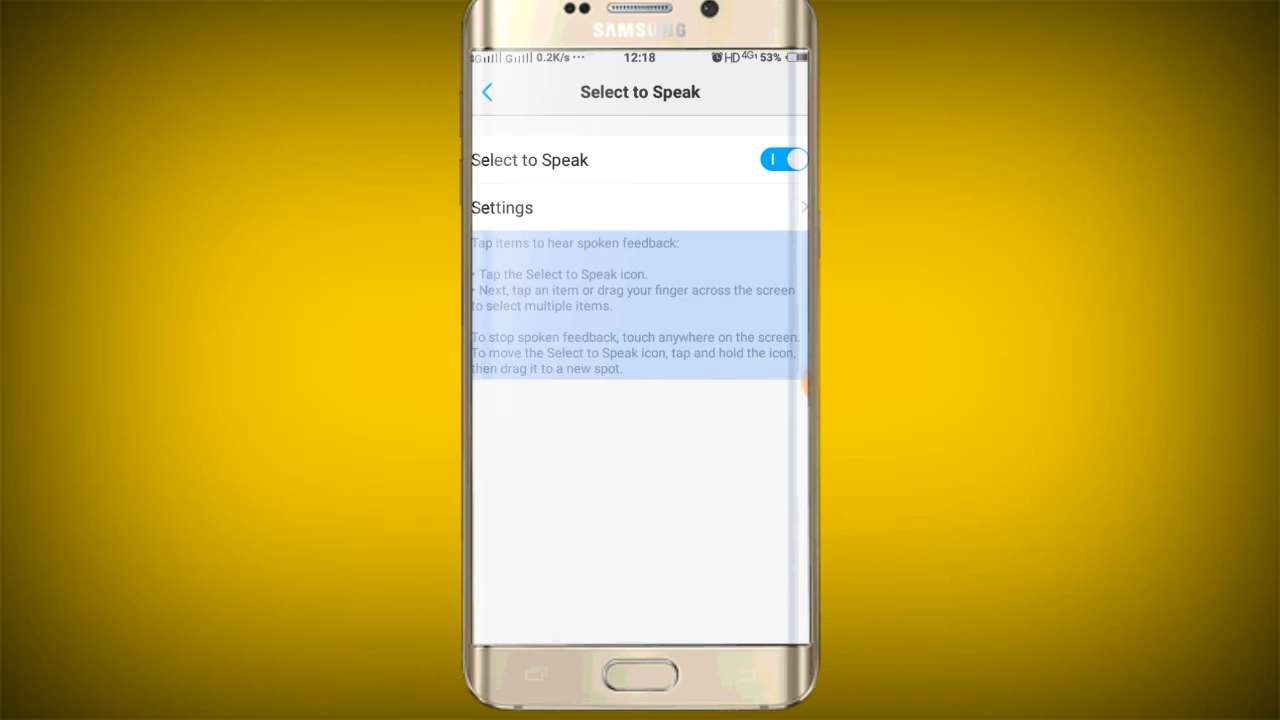 SAMSUNG
4G G 0.2K/s ··· 12:18 HD 4G 53%
Select to Speak
Select to Speak
Settings
Tap items to hear spoken feedback:
• Tap the Select to Speak icon.
• Next, tap an item or drag your finger across the screen
to select multiple items.
To stop spoken feedback, touch anywhere on the screen.
To move the Select to Speak icon, tap and hold the icon,
then drag it to a new spot.